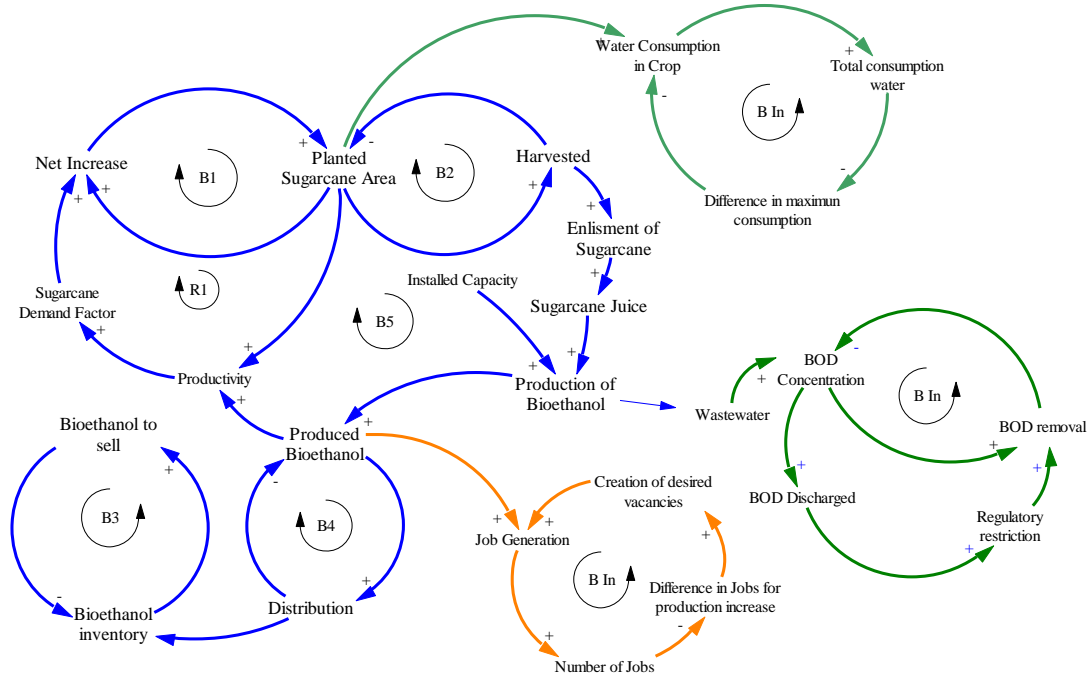 Water Consumption
in Crop
+
+
Total consumption
water
-
B In
-
Difference in maximun
consumption
Net Increase
+
+
+
B1
Planted
Sugarcane Area
-
B2
Harvested
+
+
Enlisment of
Sugarcane
+
Sugarcane Juice
+
Installed Capacity
+
Sugarcane
Demand Factor
+
R1
B5
+
Productivity
+
Production of
Bioethanol
Wastewater
+
BOD
Concentration
-
B In
BOD removal
+
+
BOD Discharged
+
Regulatory
restriction
+
Bioethanol to
sell
+
B3
-
Bioethanol
inventory
Produced
Bioethanol
+
-
B4
+
Distribution
Creation of desired
vacancies
+
+
Job Generation
B In
+
Difference in Jobs for
production increase
-
+
Number of Jobs